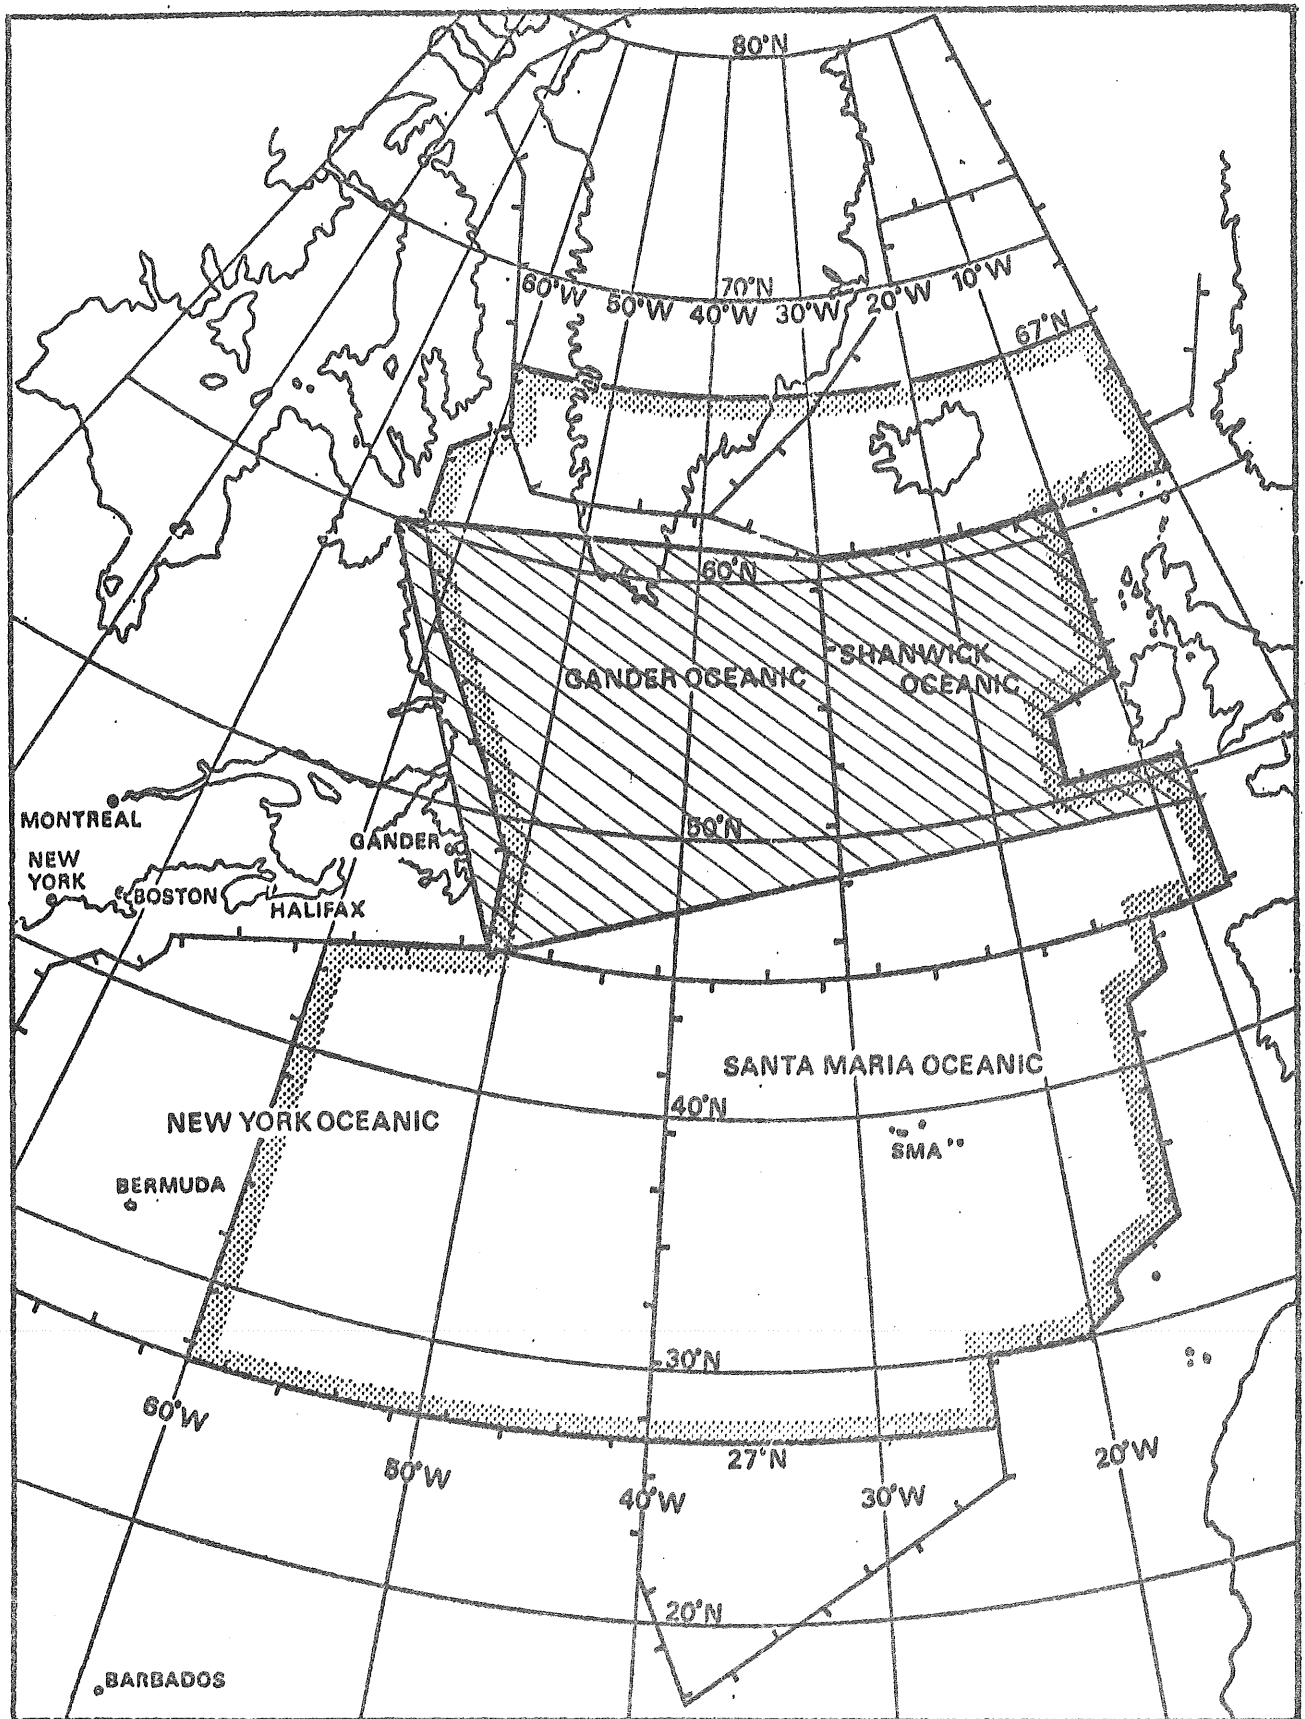 80°N
70°N
60°W
50°W
40°W
30°W
20°W
10°W
67°N
60°N
GANDER OCEANIC
SHANWICK
OCEANIC
50°N
MONTREAL
GANDER
NEW
YORK
BOSTON
HALIFAX
SANTA MARIA OCEANIC
40°N
NEW YORK OCEANIC
SMA
BERMUDA
30°N
60°W
27°N
50°W
40°W
30°W
20°W
20°N
BARBADOS